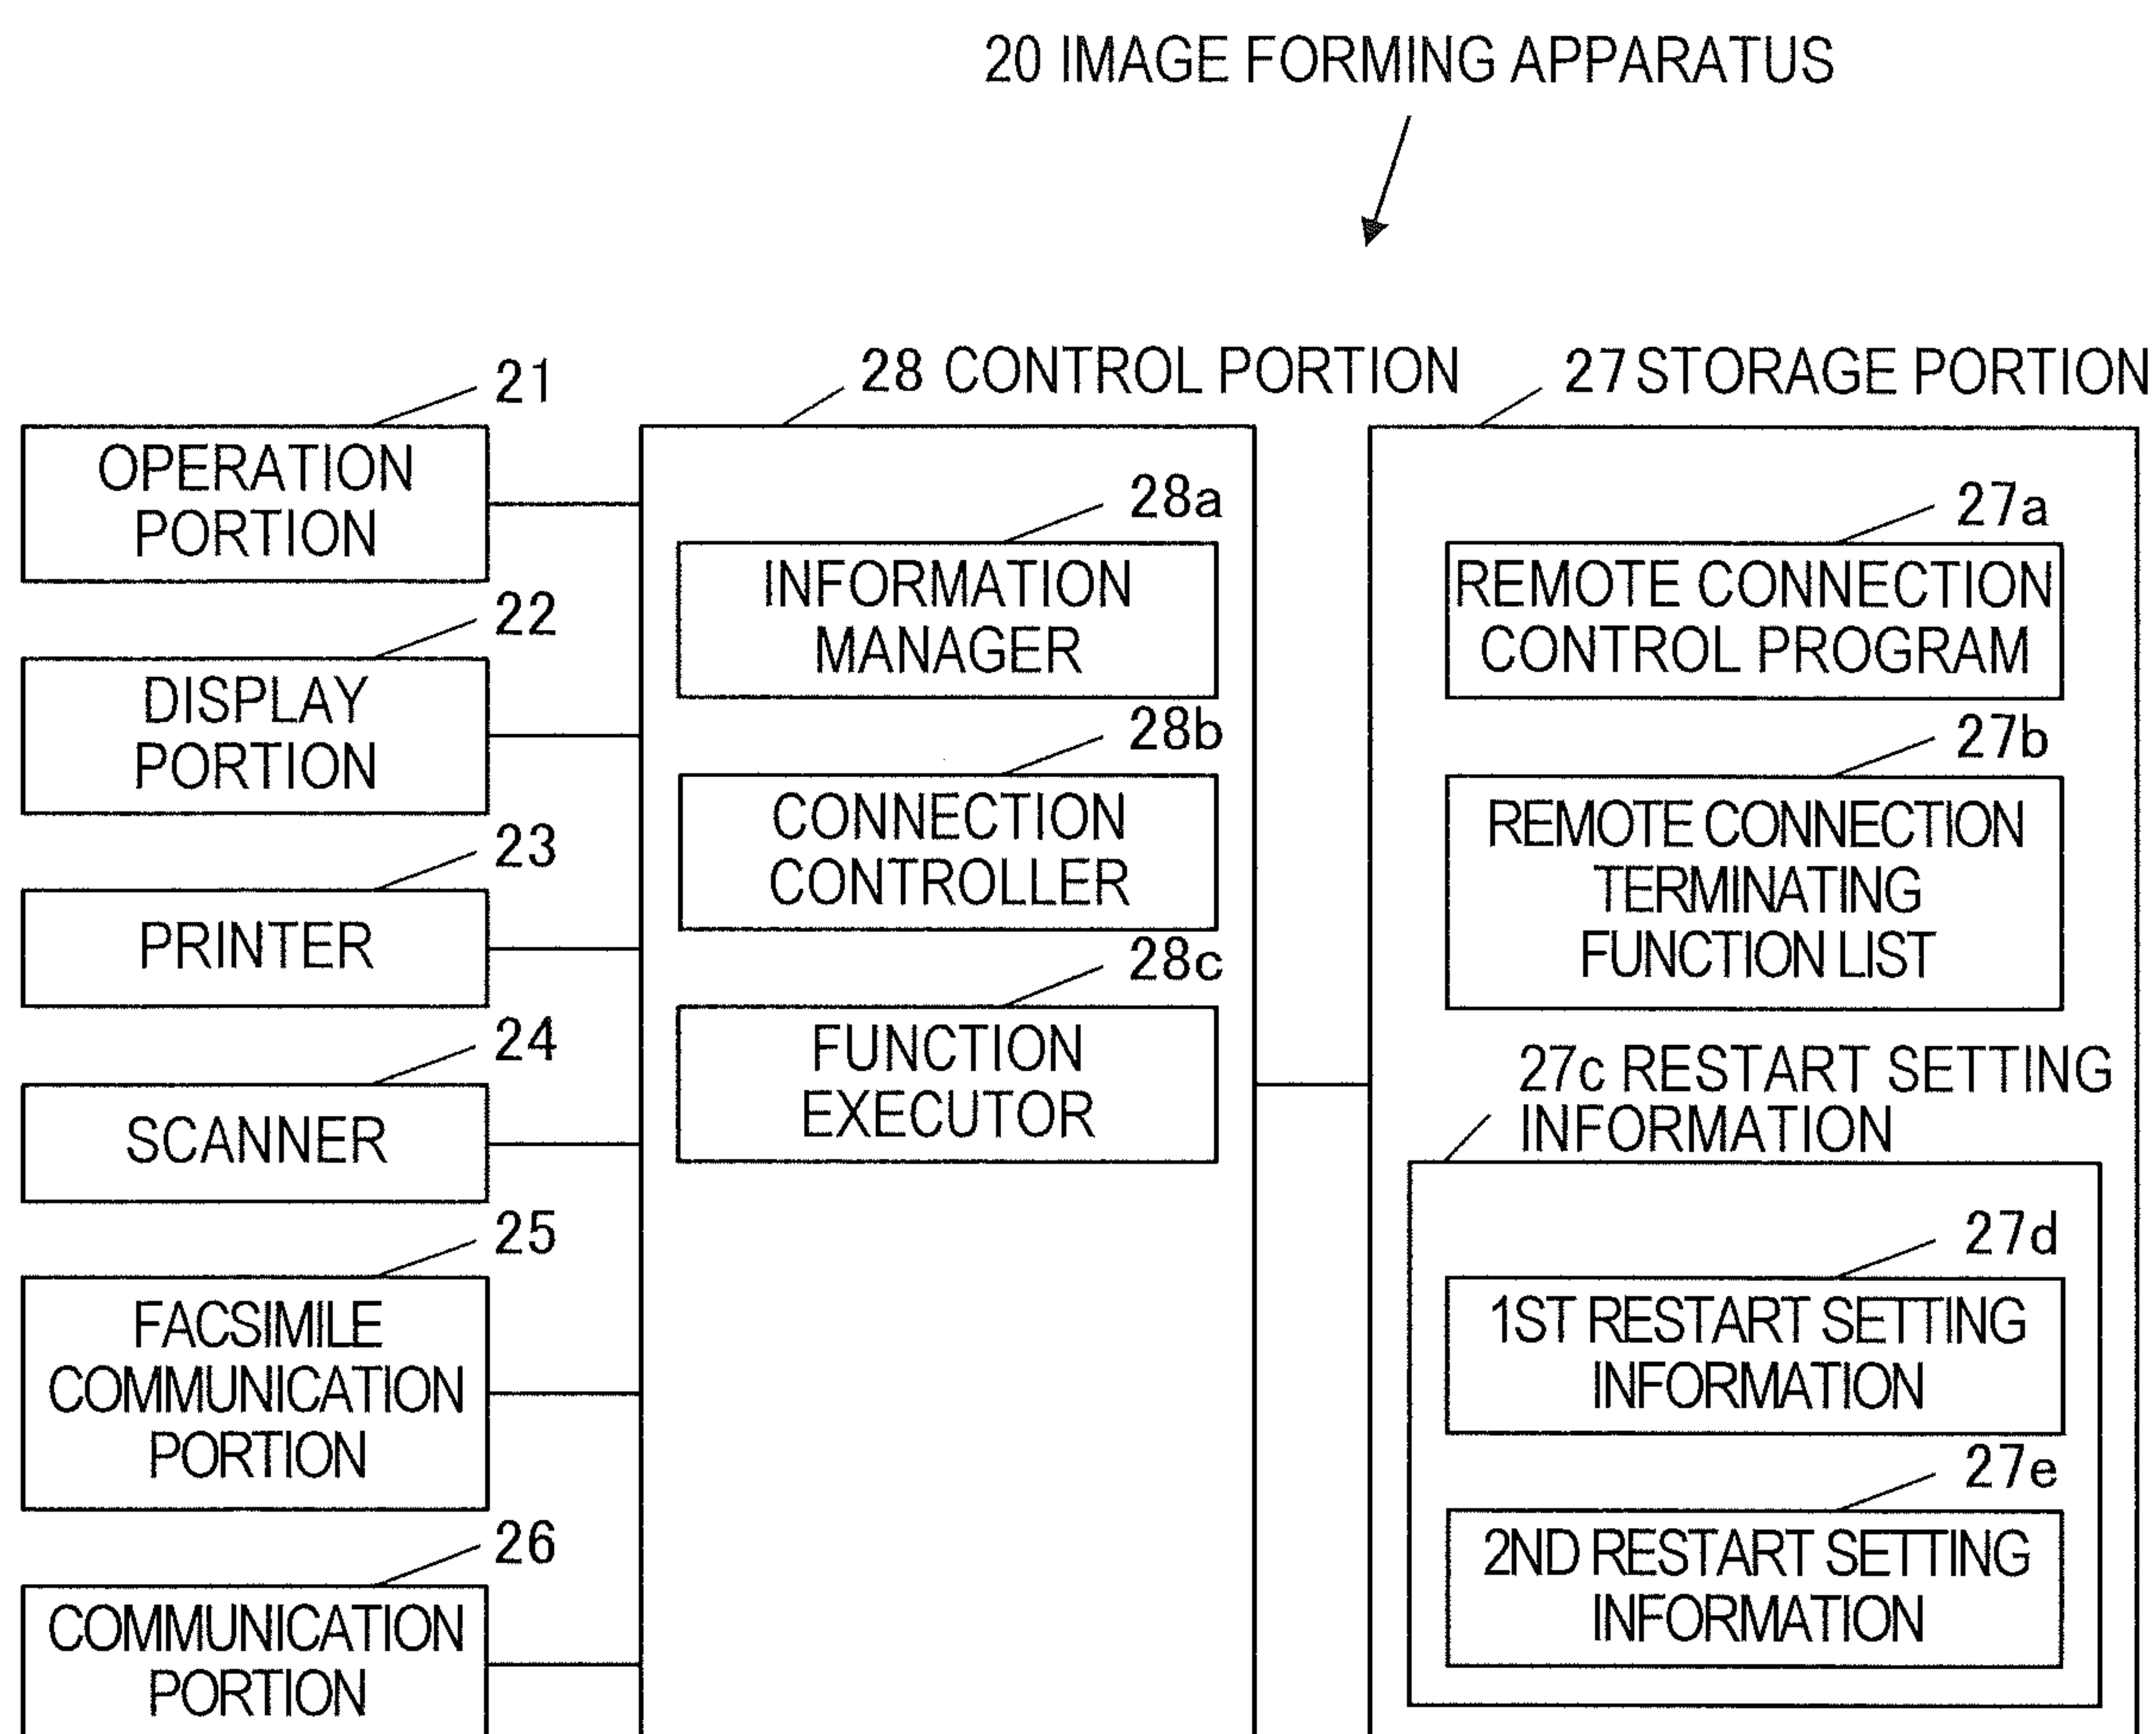 20 IMAGE FORMING APPARATUS
28 CONTROL PORTION
27 STORAGE PORTION
21
OPERATION
PORTION
22
DISPLAY
PORTION
23
PRINTER
24
SCANNER
25
FACSIMILE
COMMUNICATION
PORTION
26
COMMUNICATION
PORTION
28a
INFORMATION
MANAGER
28b
CONNECTION
CONTROLLER
28c
FUNCTION
EXECUTOR
27a
REMOTE CONNECTION
CONTROL PROGRAM
27b
REMOTE CONNECTION
TERMINATING
FUNCTION LIST
27c RESTART SETTING
INFORMATION
27d
1ST RESTART SETTING
INFORMATION
27e
2ND RESTART SETTING
INFORMATION